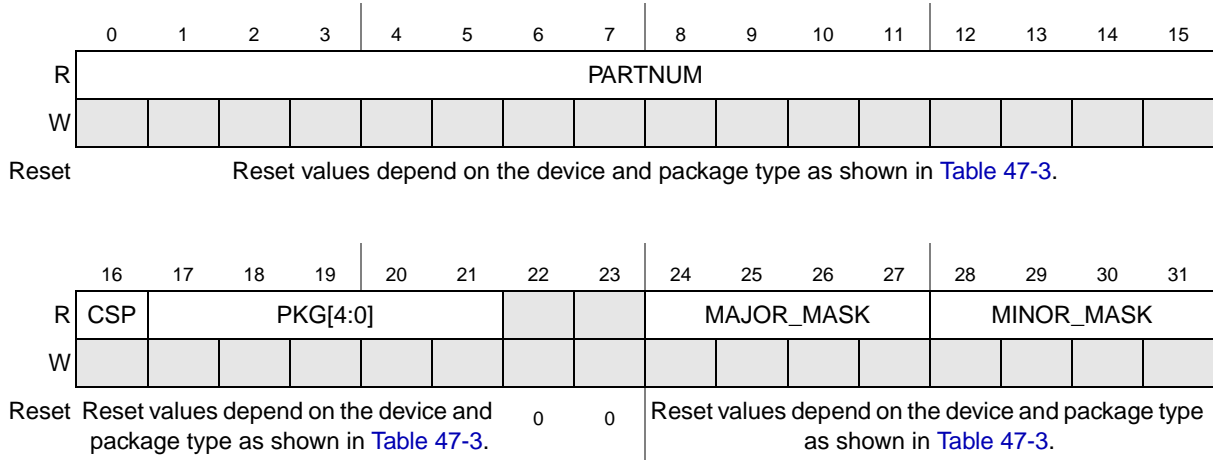 0 1 2 3 4 5 6 7 8 9 10 11 12 13 14 15
R PARTNUM
W
Reset Reset values depend on the device and package type as shown in Table 47-3.
16 17 18 19 20 21 22 23 24 25 26 27 28 29 30 31
R CSP PKG[4:0] MAJOR_MASK MINOR_MASK
W
Reset Reset values depend on the device and 0 0 Reset values depend on the device and package type
package type as shown in Table 47-3. as shown in Table 47-3.